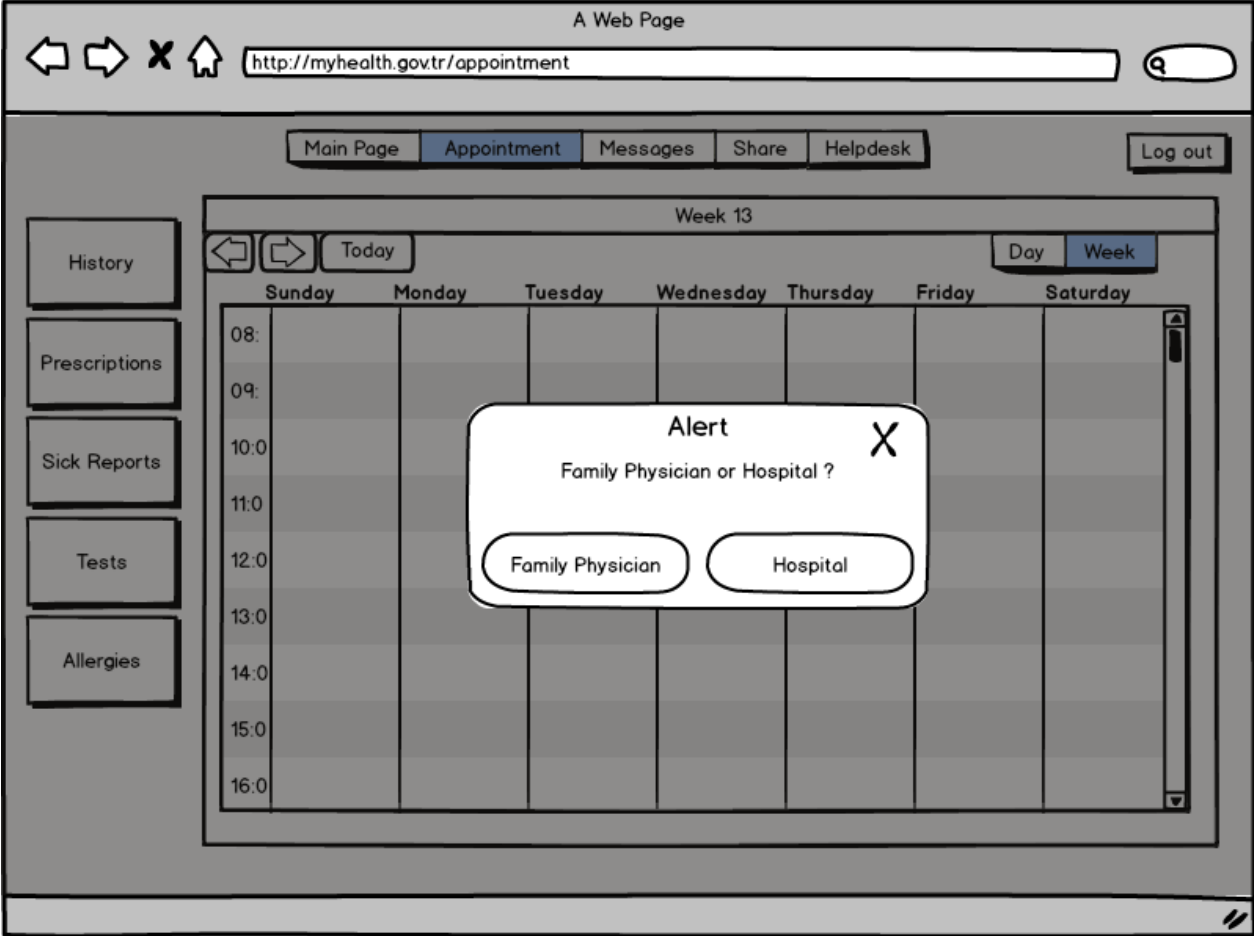 A Web Page
http://myhealth.gov.tr/appointment
Main Page Appointment Messages Share Helpdesk
Log out
Week 13
Today Day Week
Sunday Monday Tuesday Wednesday Thursday Friday Saturday
History
Prescriptions
Sick Reports
Tests
Allergies
08:
09:
10:0
11:0
12:0
13:0
14:0
15:0
16:0
Alert
X
Family Physician or Hospital ?
Family Physician Hospital